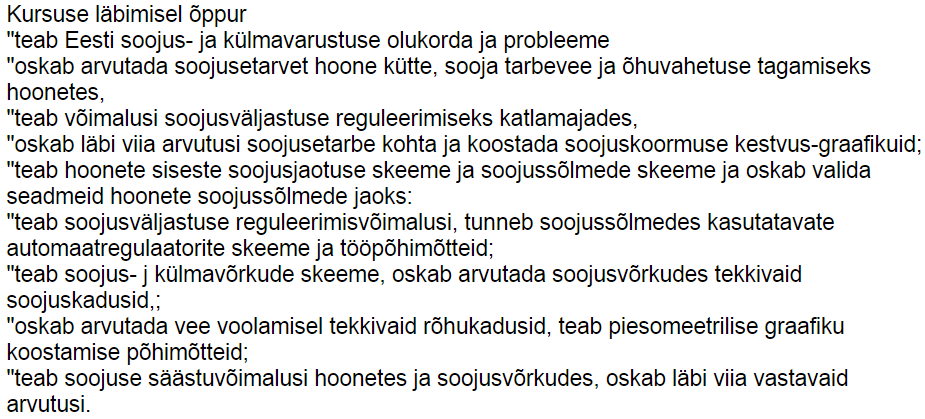 Kursuse läbimisel õppur
"teab Eesti soojus- ja külmavarustuse olukorda ja probleeme
"oskab arvutada soojusetarvet hoone kütte, sooja tarbevee ja õhuvahetuse tagamiseks
hoonetes,
"teab võimalusi soojusväljastuse reguleerimiseks katlamajades,
"oskab läbi viia arvutusi soojusetarbe kohta ja koostada soojuskoormuse kestvus-graafikuid;
"teab hoonete siseste soojusjaotuse skeeme ja soojussõlmede skeeme ja oskab valida
seadmeid hoonete soojussõlmede jaoks:
"teab soojusväljastuse reguleerimisvõimalusi, tunneb soojussõlmedes kasutatavate
automaatregulaatorite skeeme ja tööpõhimõtteid;
"teab soojus- j külmavõrkude skeeme, oskab arvutada soojusvõrkudes tekkivaid
soojuskadusid,;
"oskab arvutada vee voolamisel tekkivaid rõhukadusid, teab piesomeetrilise graafiku
koostamise põhimõtteid;
"teab soojuse säästuvõimalusi hoonetes ja soojusvõrkudes, oskab läbi viia vastavaid
arvutusi.